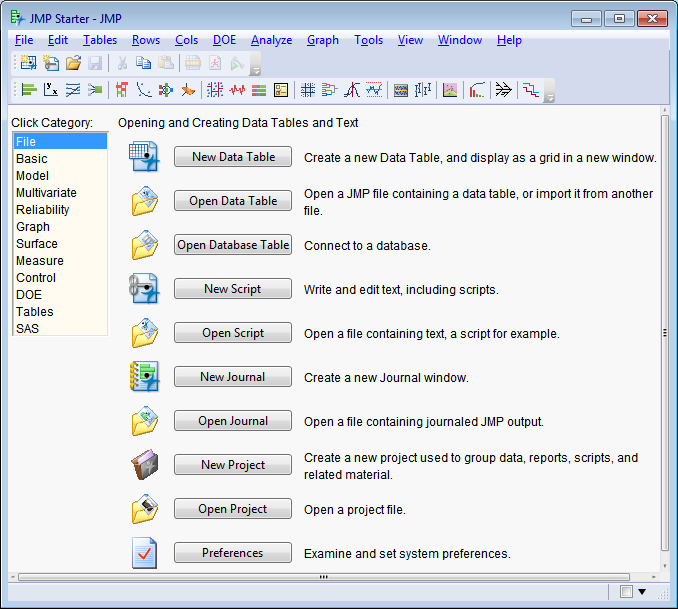 JMP Starter - JMP
File Edit Tables Rows Cols DOE Analyze Graph Tools View Window Help
Click Category:
File
Basic
Model
Multivariate
Reliability
Graph
Surface
Measure
Control
DOE
Tables
SAS
Opening and Creating Data Tables and Text
New Data Table Create a new Data Table, and display as a grid in a new window.
Open Data Table Open a JMP file containing a data table, or import it from another
file.
Open Database Table Connect to a database.
New Script Write and edit text, including scripts.
Open Script Open a file containing text, a script for example.
New Journal Create a new Journal window.
Open Journal Open a file containing journaled JMP output.
New Project Create a new project used to group data, reports, scripts, and
related material.
Open Project Open a project file.
Preferences Examine and set system preferences.